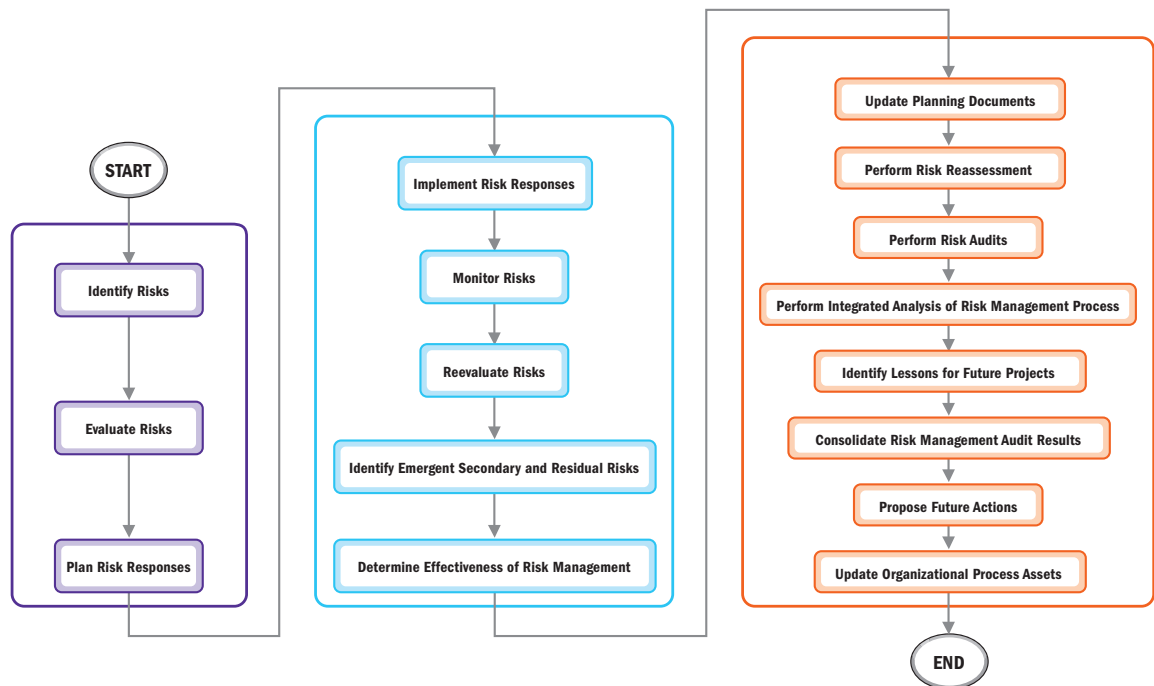 START
Identify Risks
Evaluate Risks
Plan Risk Responses
Implement Risk Responses
Monitor Risks
Reevaluate Risks
Identify Emergent Secondary and Residual Risks
Determine Effectiveness of Risk Management
Update Planning Documents
Perform Risk Reassessment
Perform Risk Audits
Perform Integrated Analysis of Risk Management Process
Identify Lessons for Future Projects
Consolidate Risk Management Audit Results
Propose Future Actions
Update Organizational Process Assets
END